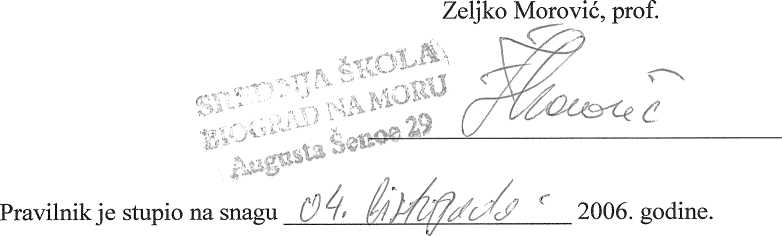 Zeljko Morović, prof.
SREDNJA ŠKOLA
BIOGRAD NA MORU
Augusta Šenoe 29
Pravilnik je stupio na snagu 04. listopada 2006. godine.